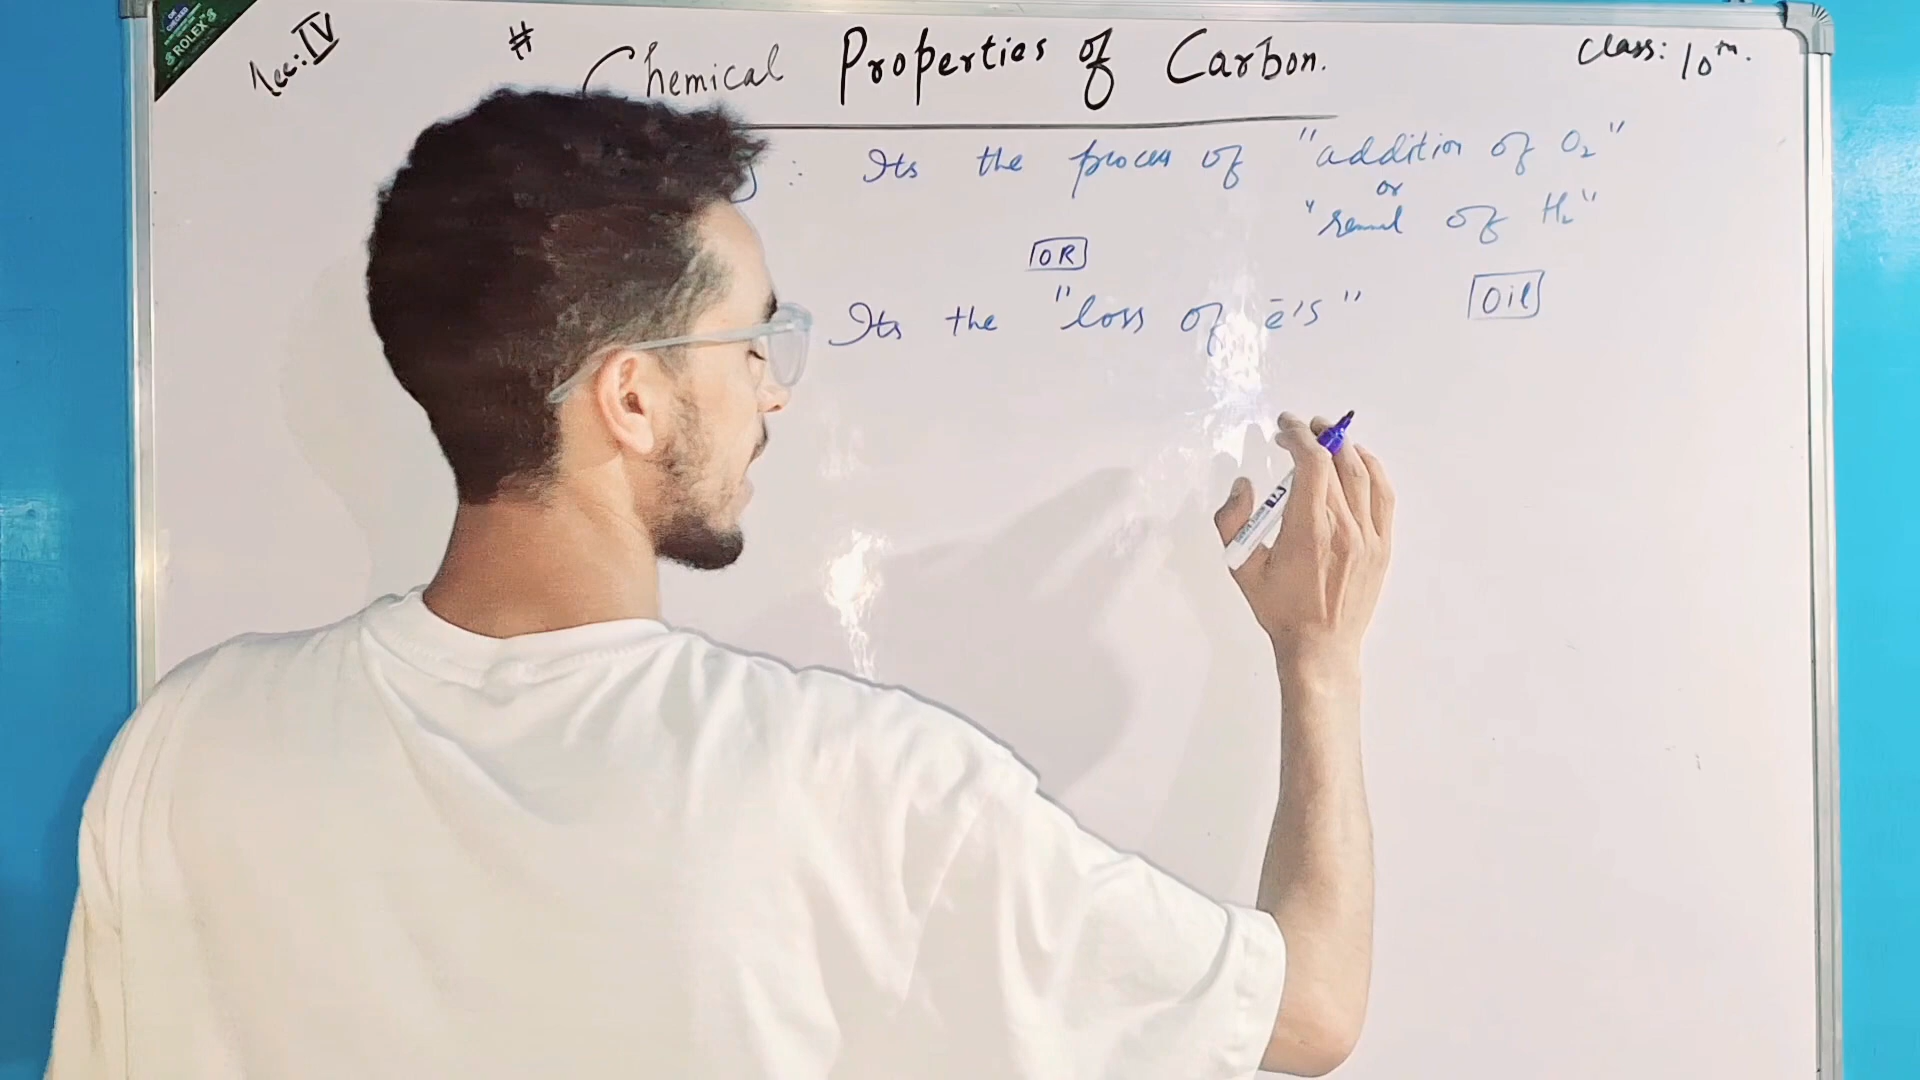 Lec: IV
# Chemical Properties of Carbon.
Class: 10th.
: Its the process of "addition of O₂"
or
"removal of H₂"
OR
Its the "loss of ē's"
Oil
ROLEX'S